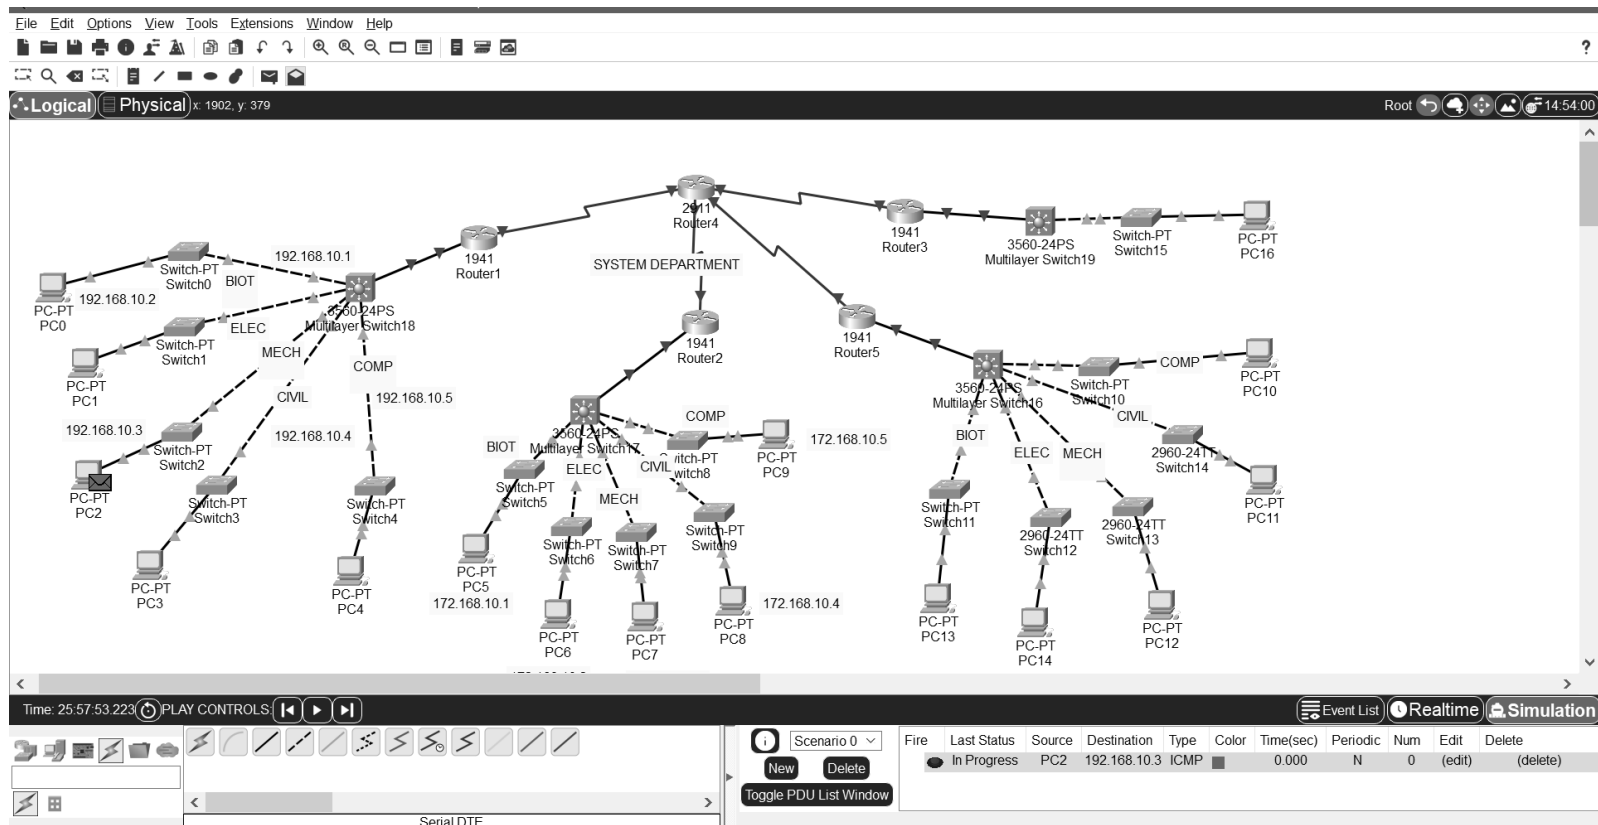 File Edit Options View Tools Extensions Window Help
?
Logical Physical x: 1902, y: 379 Root 14:54:00
2911
Router4
1941
Router1
1941
Router3
3560-24PS
Multilayer Switch19
Switch-PT
Switch15
PC-PT
PC16
SYSTEM DEPARTMENT
192.168.10.1
Switch-PT
Switch0
BIOT
192.168.10.2
PC-PT
PC0
3560-24PS
Multilayer Switch18
ELEC
Switch-PT
Switch1
MECH
COMP
PC-PT
PC1
CIVIL
192.168.10.5
192.168.10.3
192.168.10.4
Switch-PT
Switch2
PC-PT
PC2
Switch-PT
Switch3
Switch-PT
Switch4
PC-PT
PC3
PC-PT
PC4
1941
Router2
1941
Router5
3560-24PS
Multilayer Switch17
COMP
BIOT
ELEC
CIVIL
MECH
itch-PT
witch8
PC-PT
PC9
172.168.10.5
Switch-PT
Switch5
Switch-PT
Switch6
Switch-PT
Switch7
Switch-PT
Switch9
PC-PT
PC5
172.168.10.1
PC-PT
PC6
PC-PT
PC7
PC-PT
PC8
172.168.10.4
3560-24PS
Multilayer Switch16
Switch-PT
Switch10
COMP
PC-PT
PC10
CIVIL
BIOT
ELEC
MECH
2960-24TT
Switch14
PC-PT
PC11
Switch-PT
Switch11
2960-24TT
Switch12
2960-24TT
Switch13
PC-PT
PC13
PC-PT
PC14
PC-PT
PC12
Time: 25:57:53.223 PLAY CONTROLS: Event List Realtime Simulation
Scenario 0
New Delete
Toggle PDU List Window
Fire Last Status Source Destination Type Color Time(sec) Periodic Num Edit Delete
In Progress PC2 192.168.10.3 ICMP 0.000 N 0 (edit) (delete)
Serial DTE